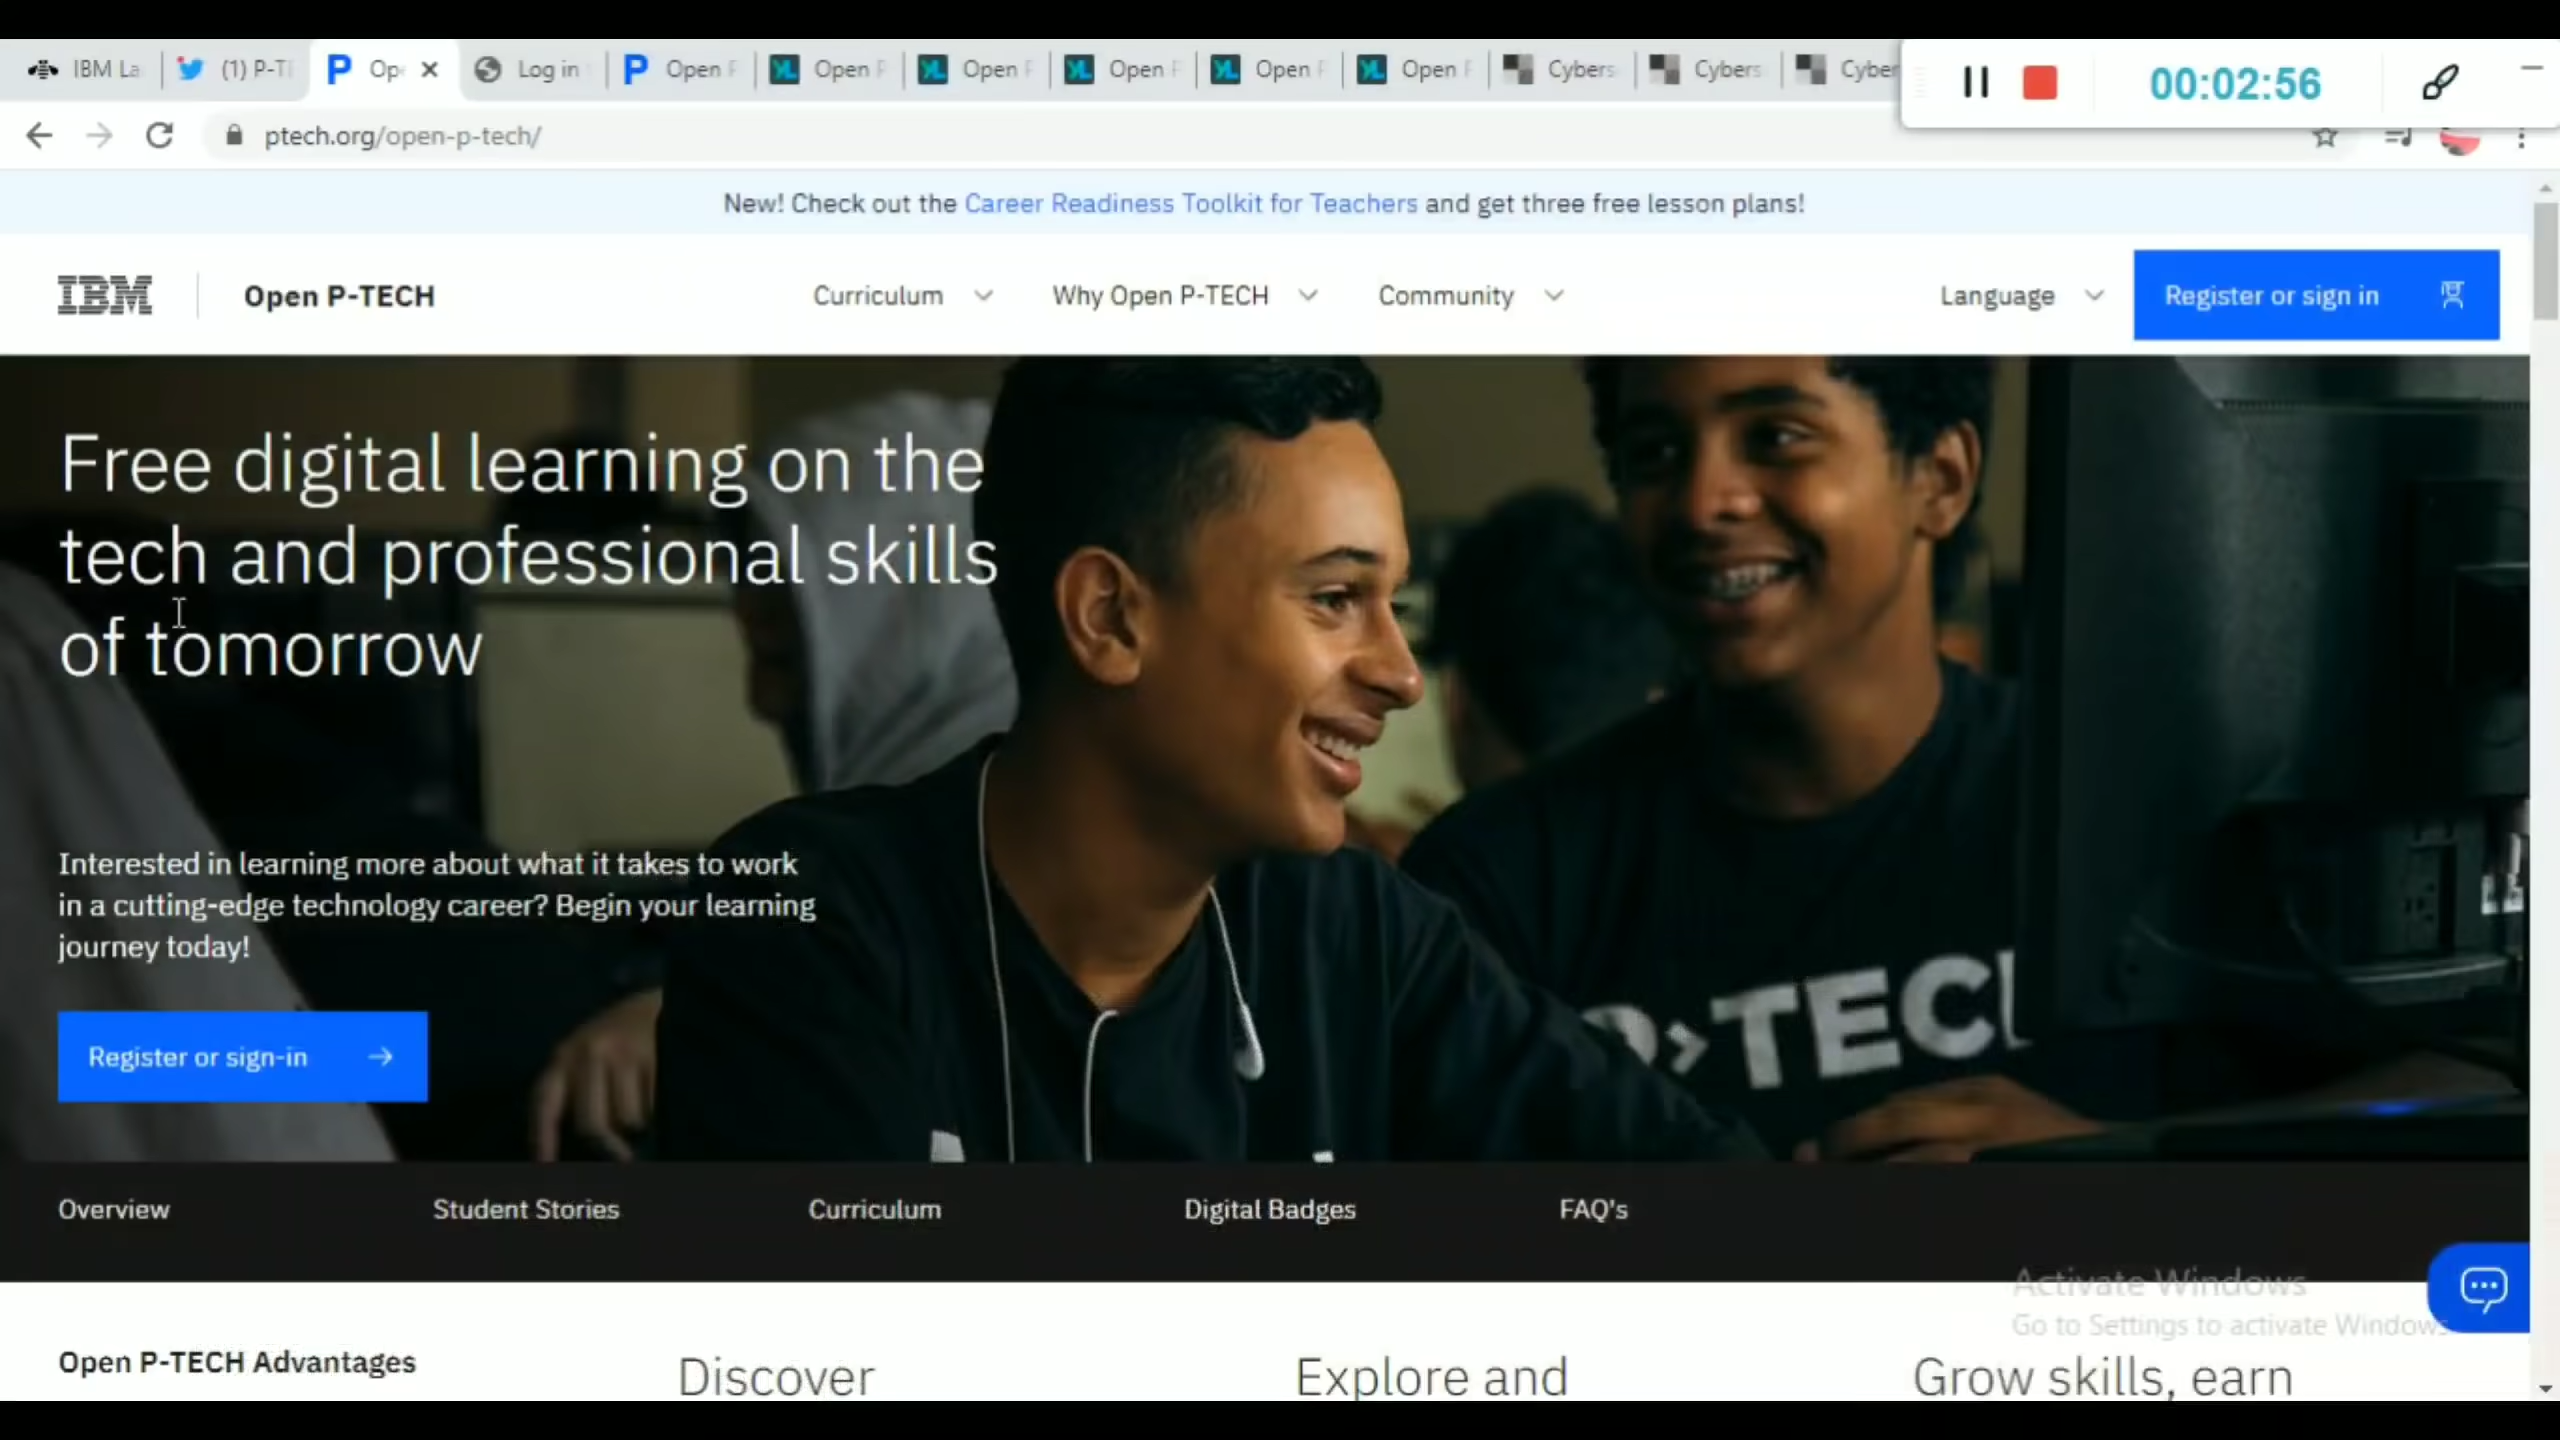 IBM La
(1) P-T
Op
Log in
Open
Open
Open
Open
Open
Open
Cybers
Cybers
Cyber
00:02:56
ptech.org/open-p-tech/
New! Check out the Career Readiness Toolkit for Teachers and get three free lesson plans!
IBM
Open P-TECH
Curriculum
Why Open P-TECH
Community
Language
Register or sign in
Free digital learning on the
tech and professional skills
of tomorrow
Interested in learning more about what it takes to work
in a cutting-edge technology career? Begin your learning
journey today!
Register or sign-in
P>TECH
Overview
Student Stories
Curriculum
Digital Badges
FAQ's
Activate Windows
Go to Settings to activate Windows
Open P-TECH Advantages
Discover
Explore and
Grow skills, earn